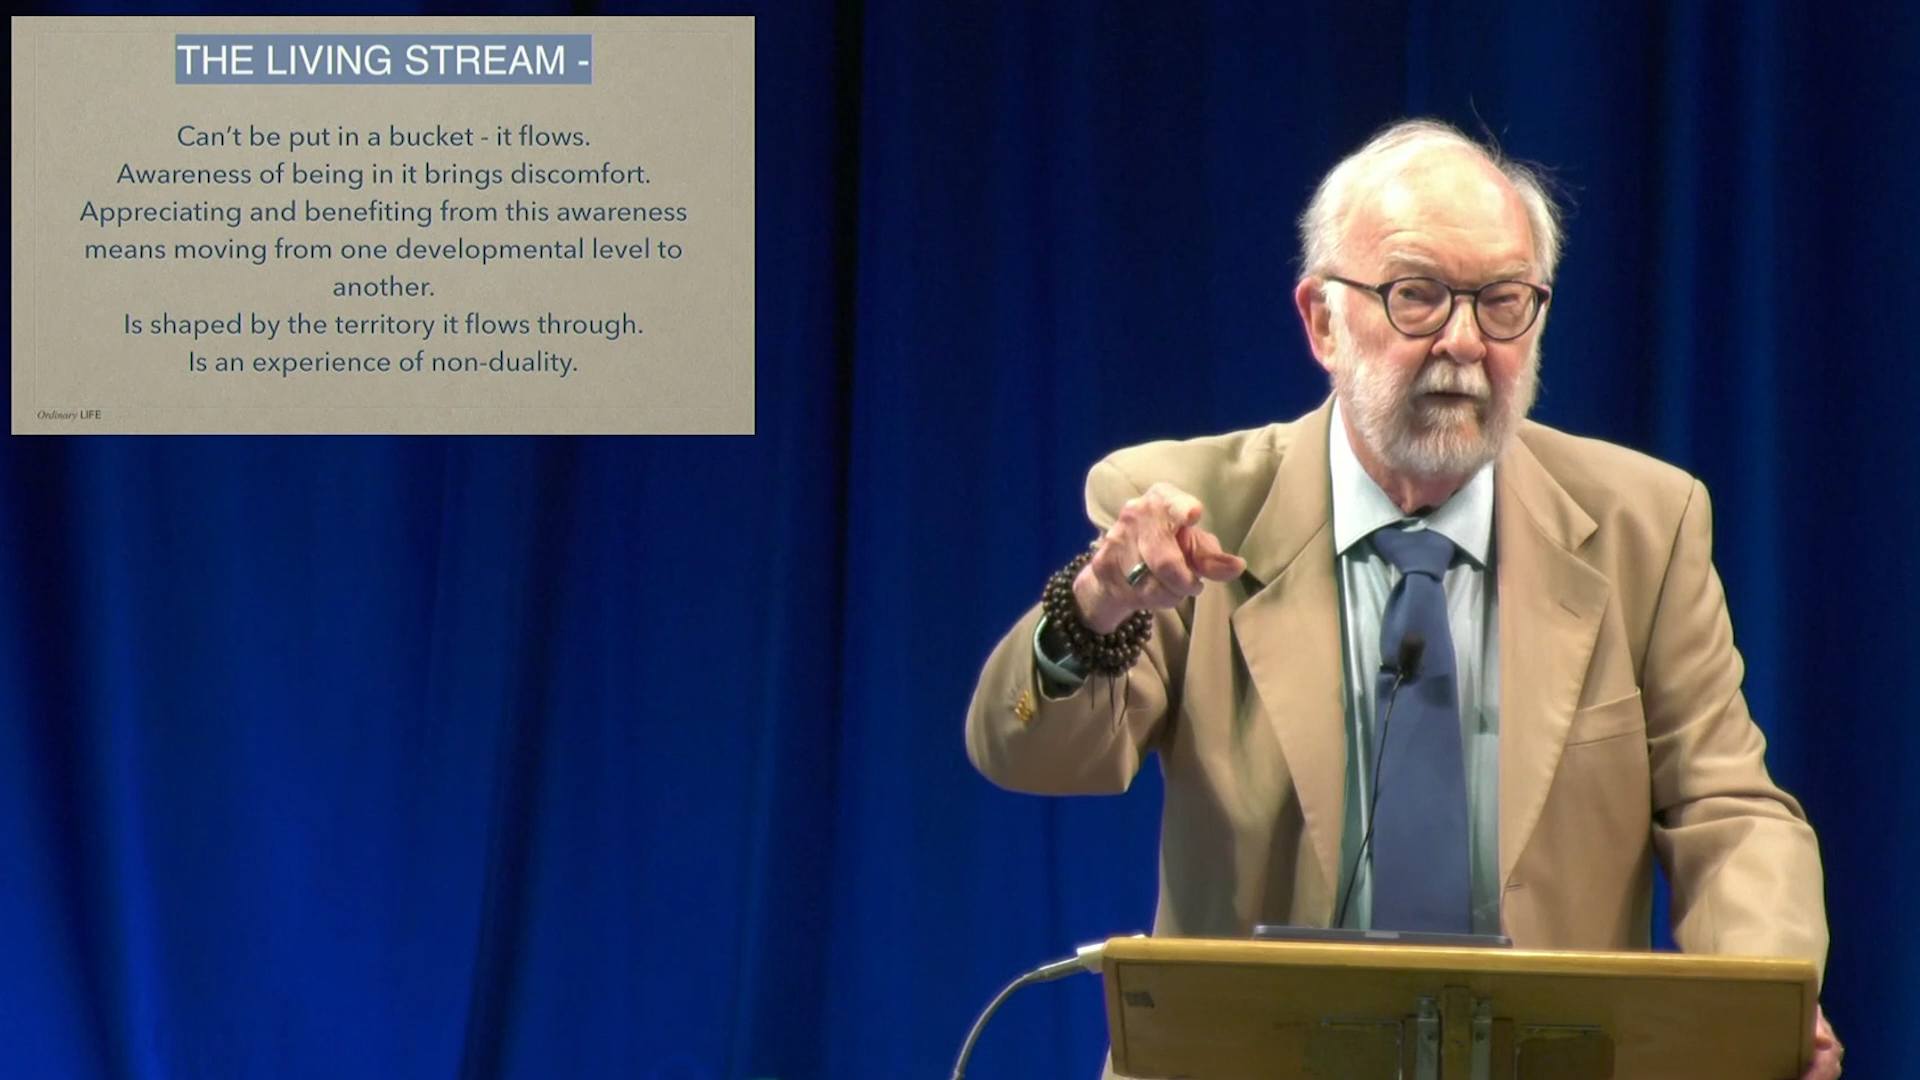 THE LIVING STREAM -
Can't be put in a bucket - it flows.
Awareness of being in it brings discomfort.
Appreciating and benefiting from this awareness
means moving from one developmental level to
another.
Is shaped by the territory it flows through.
Is an experience of non-duality.
Ordinary LIFE